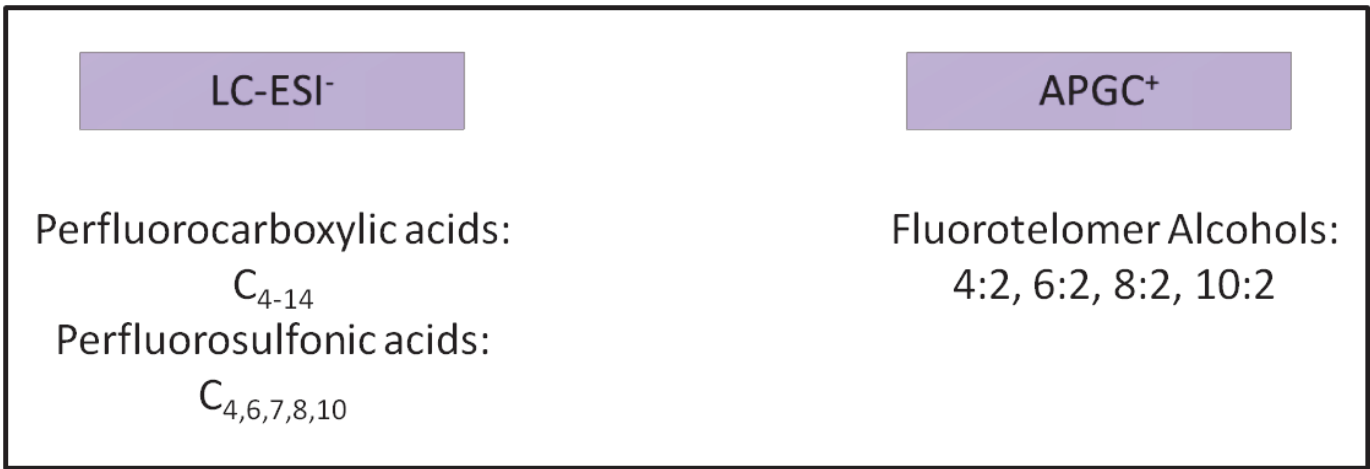 LC-ESI⁻
APGC⁺
Perfluorocarboxylic acids:
C₄₋₁₄
Perfluorosulfonic acids:
C₄,₆,₇,₈,₁₀
Fluorotelomer Alcohols:
4:2, 6:2, 8:2, 10:2